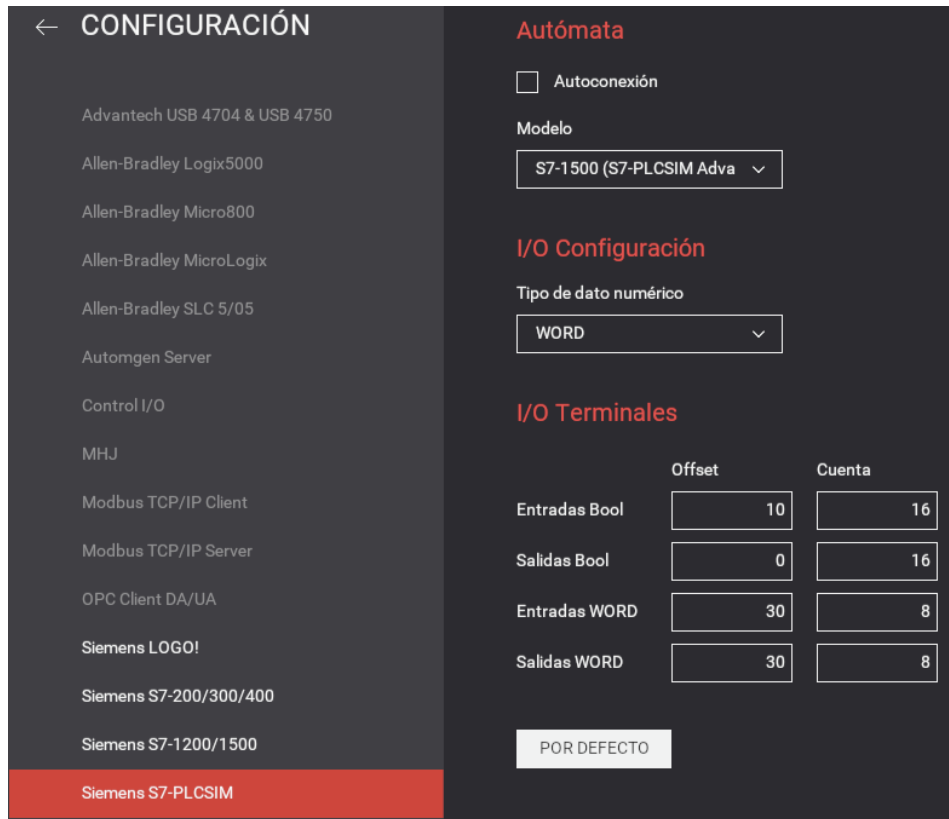 ← CONFIGURACIÓN
Advantech USB 4704 & USB 4750
Allen-Bradley Logix5000
Allen-Bradley Micro800
Allen-Bradley MicroLogix
Allen-Bradley SLC 5/05
Automgen Server
Control I/O
MHJ
Modbus TCP/IP Client
Modbus TCP/IP Server
OPC Client DA/UA
Siemens LOGO!
Siemens S7-200/300/400
Siemens S7-1200/1500
Siemens S7-PLCSIM
Autómata
Autoconexión
Modelo
S7-1500 (S7-PLCSIM Adva
I/O Configuración
Tipo de dato numérico
WORD
I/O Terminales
Offset Cuenta
Entradas Bool 10 16
Salidas Bool 0 16
Entradas WORD 30 8
Salidas WORD 30 8
POR DEFECTO